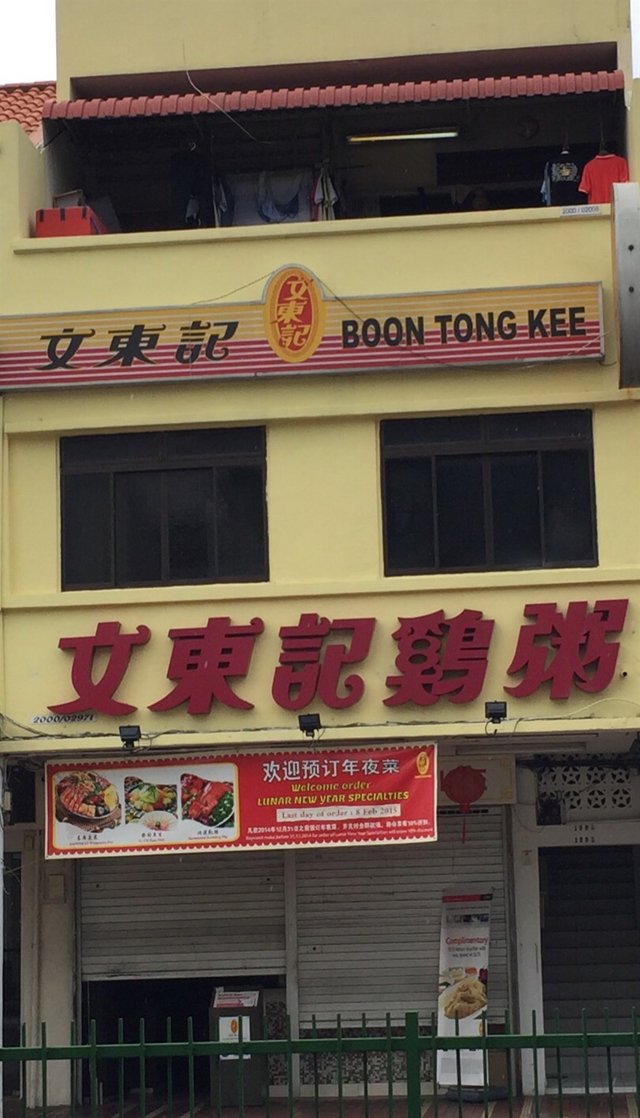 2000/02008
文東記
文東記
BOON TONG KEE
文東記鷄粥
2000/02971
欢迎预订年夜菜
Welcome order
LUNAR NEW YEAR SPECIALTIES
Last day of order : 8 Feb 2015
Complimentary